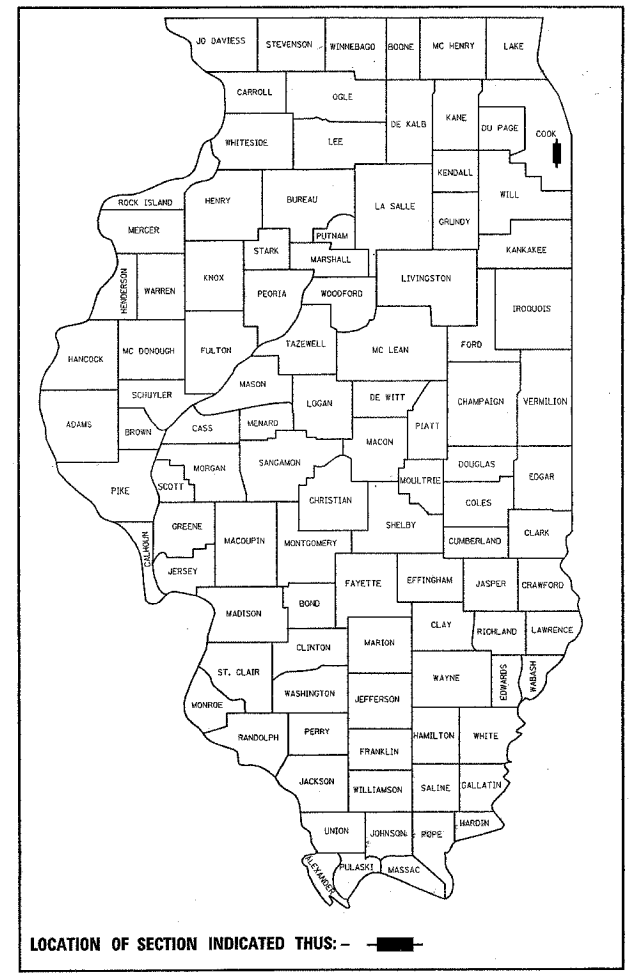 JO DAVIESS
STEVENSON
WINNEBAGO
BOONE
MC HENRY
LAKE
CARROLL
OGLE
DE KALB
KANE
DU PAGE
COOK
WHITESIDE
LEE
KENDALL
WILL
ROCK ISLAND
HENRY
BUREAU
LA SALLE
GRUNDY
MERCER
PUTNAM
STARK
MARSHALL
KANKAKEE
HENDERSON
WARREN
KNOX
PEORIA
WOODFORD
LIVINGSTON
IROQUOIS
HANCOCK
MC DONOUGH
FULTON
TAZEWELL
MC LEAN
FORD
MASON
SCHUYLER
LOGAN
DE WITT
CHAMPAIGN
VERMILION
ADAMS
BROWN
CASS
MENARD
MACON
PIATT
PIKE
SCOTT
MORGAN
SANGAMON
CHRISTIAN
MOULTRIE
DOUGLAS
EDGAR
COLES
CALHOUN
GREENE
MACOUPIN
MONTGOMERY
SHELBY
CUMBERLAND
CLARK
JERSEY
FAYETTE
EFFINGHAM
JASPER
CRAWFORD
MADISON
BOND
CLINTON
MARION
CLAY
RICHLAND
LAWRENCE
ST. CLAIR
WASHINGTON
JEFFERSON
WAYNE
EDWARDS
WABASH
MONROE
RANDOLPH
PERRY
FRANKLIN
HAMILTON
WHITE
JACKSON
WILLIAMSON
SALINE
GALLATIN
UNION
JOHNSON
POPE
HARDIN
ALEXANDER
PULASKI
MASSAC
LOCATION OF SECTION INDICATED THUS: –